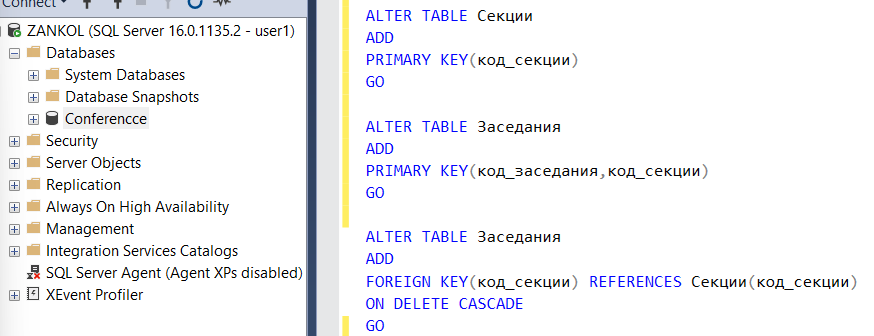 Connect
ZANKOL (SQL Server 16.0.1135.2 - user1)
Databases
System Databases
Database Snapshots
Conferencce
Security
Server Objects
Replication
Always On High Availability
Management
Integration Services Catalogs
SQL Server Agent (Agent XPs disabled)
XEvent Profiler
ALTER TABLE Секции
ADD
PRIMARY KEY(код_секции)
GO
ALTER TABLE Заседания
ADD
PRIMARY KEY(код_заседания,код_секции)
GO
ALTER TABLE Заседания
ADD
FOREIGN KEY(код_секции) REFERENCES Секции(код_секции)
ON DELETE CASCADE
GO